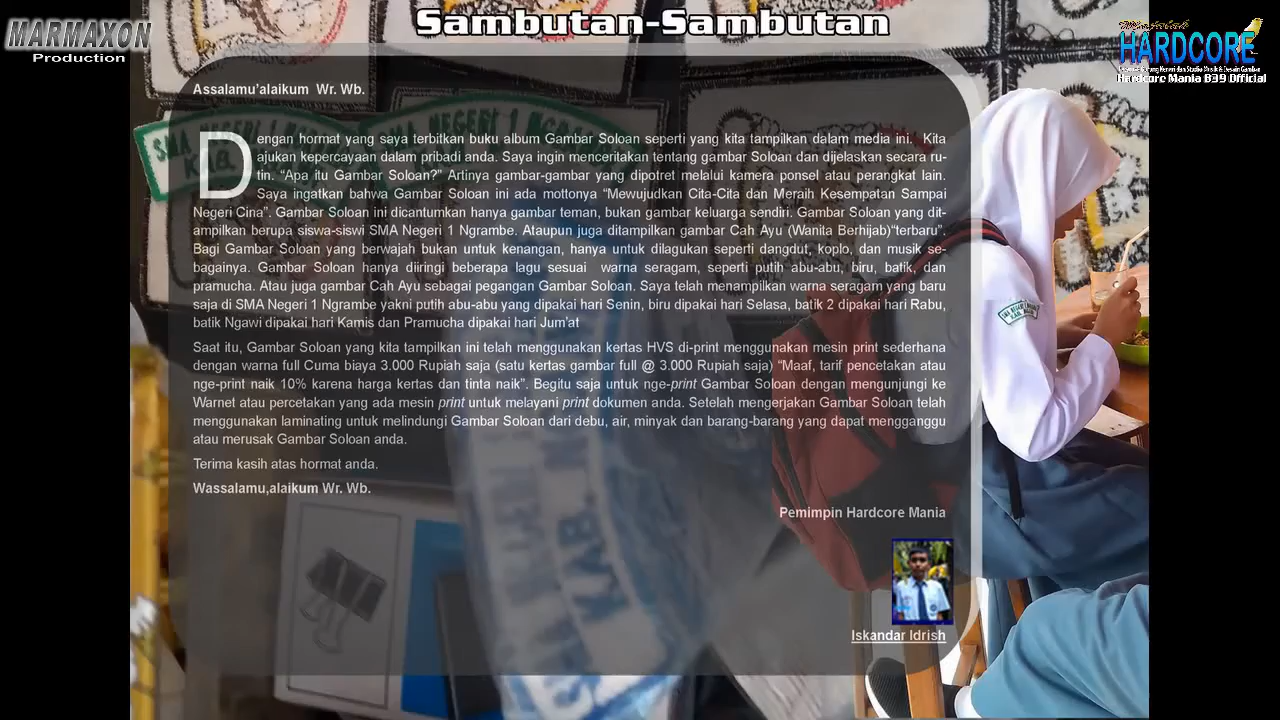 Sambutan-Sambutan
MARMAXON
Production
HARDCORE
Hardcore Mania B39 Official
Assalamu'alaikum Wr. Wb.
Dengan hormat yang saya terbitkan buku album Gambar Soloan seperti yang kita tampilkan dalam media ini. Kita
ajukan kepercayaan dalam pribadi anda. Saya ingin menceritakan tentang gambar Soloan dan dijelaskan secara ru-
tin. “Apa itu Gambar Soloan?” Artinya gambar-gambar yang dipotret melalui kamera ponsel atau perangkat lain.
Saya ingatkan bahwa Gambar Soloan ini ada mottonya “Mewujudkan Cita-Cita dan Meraih Kesempatan Sampai
Negeri Cina”. Gambar Soloan ini dicantumkan hanya gambar teman, bukan gambar keluarga sendiri. Gambar Soloan yang dit-
ampilkan berupa siswa-siswi SMA Negeri 1 Ngrambe. Ataupun juga ditampilkan gambar Cah Ayu (Wanita Berhijab)“terbaru”.
Bagi Gambar Soloan yang berwajah bukan untuk kenangan, hanya untuk dilagukan seperti dangdut, koplo, dan musik se-
bagainya. Gambar Soloan hanya diiringi beberapa lagu sesuai warna seragam, seperti putih abu-abu, biru, batik, dan
pramucha. Atau juga gambar Cah Ayu sebagai pegangan Gambar Soloan. Saya telah menampilkan warna seragam yang baru
saja di SMA Negeri 1 Ngrambe yakni putih abu-abu yang dipakai hari Senin, biru dipakai hari Selasa, batik 2 dipakai hari Rabu,
batik Ngawi dipakai hari Kamis dan Pramucha dipakai hari Jum'at
Saat itu, Gambar Soloan yang kita tampilkan ini telah menggunakan kertas HVS di-print menggunakan mesin print sederhana
dengan warna full Cuma biaya 3.000 Rupiah saja (satu kertas gambar full @ 3.000 Rupiah saja) “Maaf, tarif pencetakan atau
nge-print naik 10% karena harga kertas dan tinta naik”. Begitu saja untuk nge-print Gambar Soloan dengan mengunjungi ke
Warnet atau percetakan yang ada mesin print untuk melayani print dokumen anda. Setelah mengerjakan Gambar Soloan telah
menggunakan laminating untuk melindungi Gambar Soloan dari debu, air, minyak dan barang-barang yang dapat mengganggu
atau merusak Gambar Soloan anda.
Terima kasih atas hormat anda.
Wassalamu,alaikum Wr. Wb.
Pemimpin Hardcore Mania
Iskandar Idrish
SMA NEGERI 1
KAB.